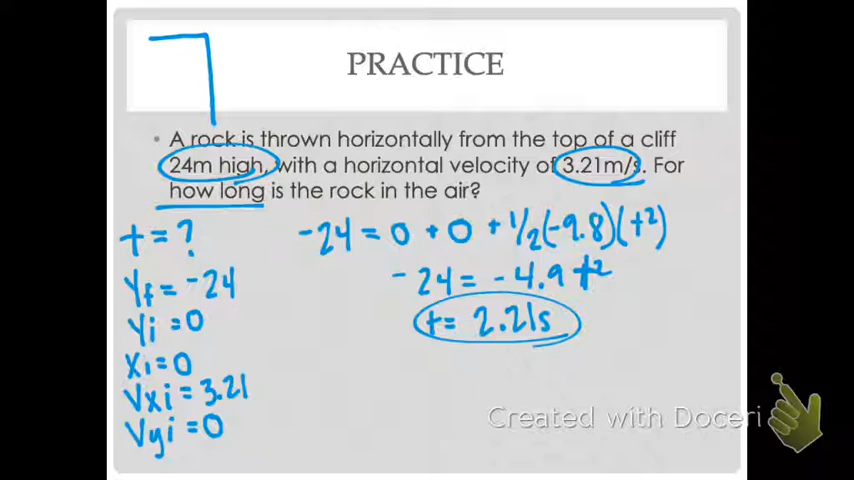 PRACTICE
• A rock is thrown horizontally from the top of a cliff
24m high, with a horizontal velocity of 3.21m/s. For
how long is the rock in the air?
t = ?
Yf = -24
Yi = 0
Xi = 0
Vxi = 3.21
Vyi = 0
-24 = 0 + 0 + 1/2(-9.8)(t²)
-24 = -4.9t²
t = 2.21s
Created with Doceri